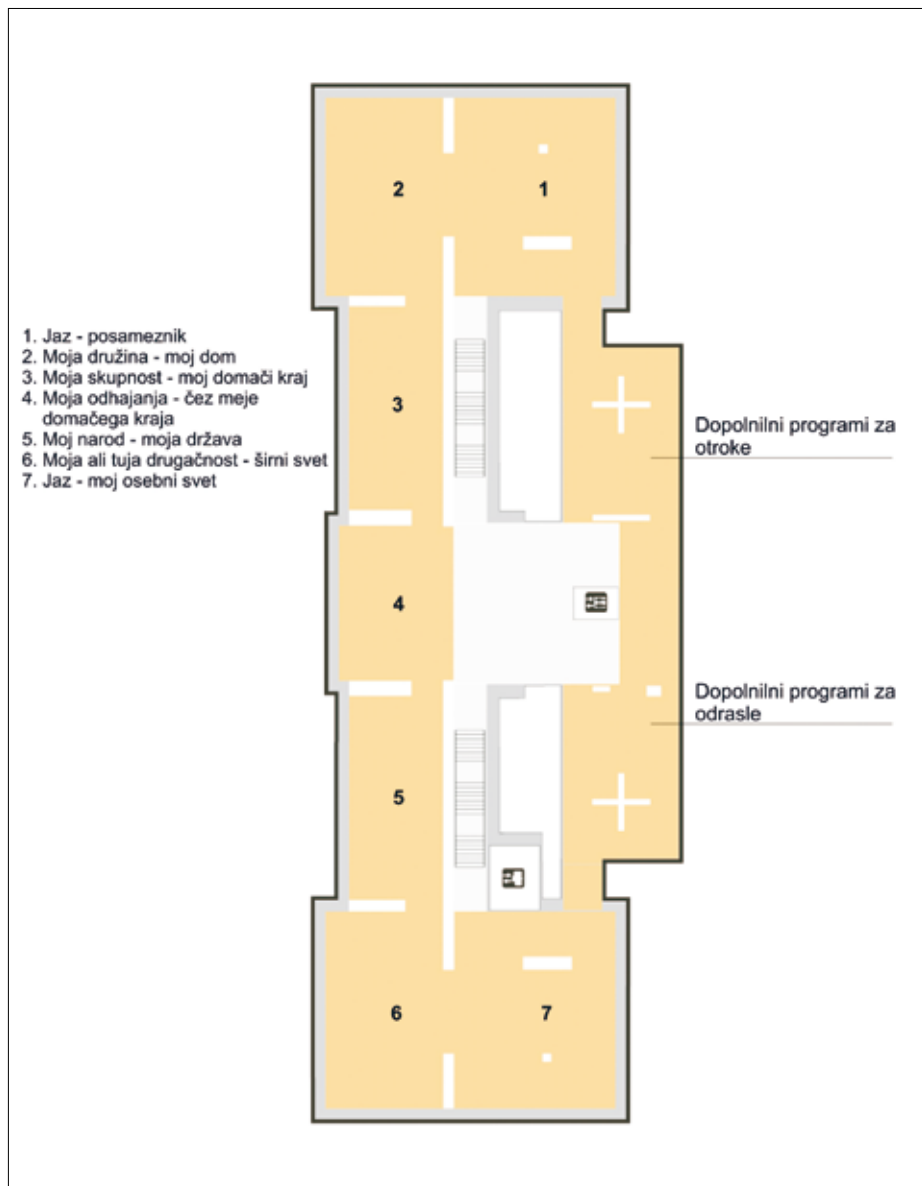 2
1
1. Jaz - posameznik
2. Moja družina - moj dom
3. Moja skupnost - moj domači kraj
4. Moja odhajanja - čez meje
domačega kraja
5. Moj narod - moja država
6. Moja ali tuja drugačnost - širni svet
7. Jaz - moj osebni svet
3
Dopolnilni programi za
otroke
4
Dopolnilni programi za
odrasle
5
6
7